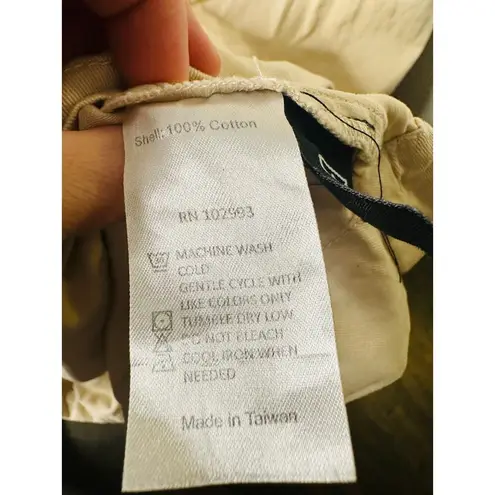 Shell: 100% Cotton
RN 102993
MACHINE WASH
COLD
GENTLE CYCLE WITH
LIKE COLORS ONLY
TUMBLE DRY LOW
DO NOT BLEACH
COOL IRON WHEN
NEEDED
Made in Taiwan